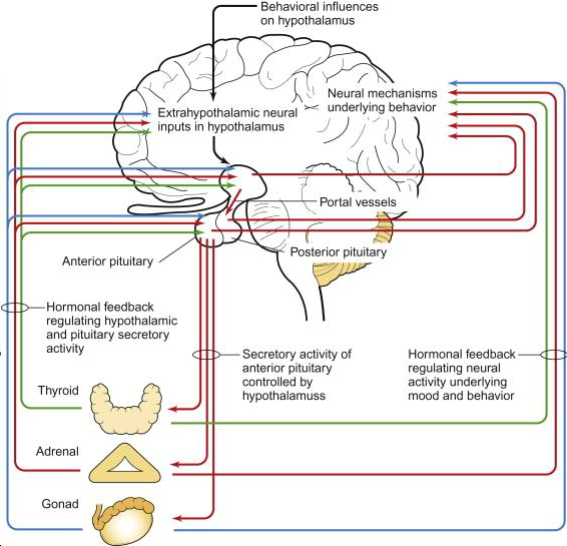 Behavioral influences
on hypothalamus
Neural mechanisms
underlying behavior
Extrahypothalamic neural
inputs in hypothalamus
Portal vessels
Posterior pituitary
Anterior pituitary
Hormonal feedback
regulating hypothalamic
and pituitary secretory
activity
Secretory activity of
anterior pituitary
controlled by
hypothalamuss
Hormonal feedback
regulating neural
activity underlying
mood and behavior
Thyroid
Adrenal
Gonad